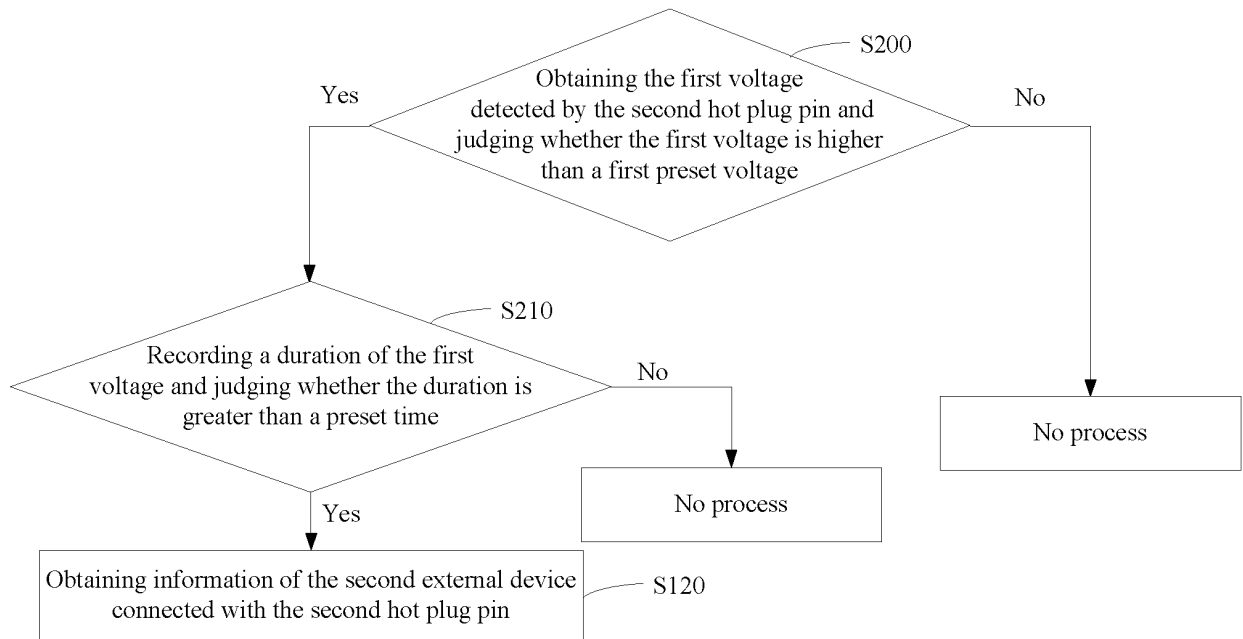 S200
Obtaining the first voltage
detected by the second hot plug pin and
judging whether the first voltage is higher
than a first preset voltage
Yes
No
S210
Recording a duration of the first
voltage and judging whether the duration is
greater than a preset time
No
No process
No process
Yes
Obtaining information of the second external device
connected with the second hot plug pin
S120